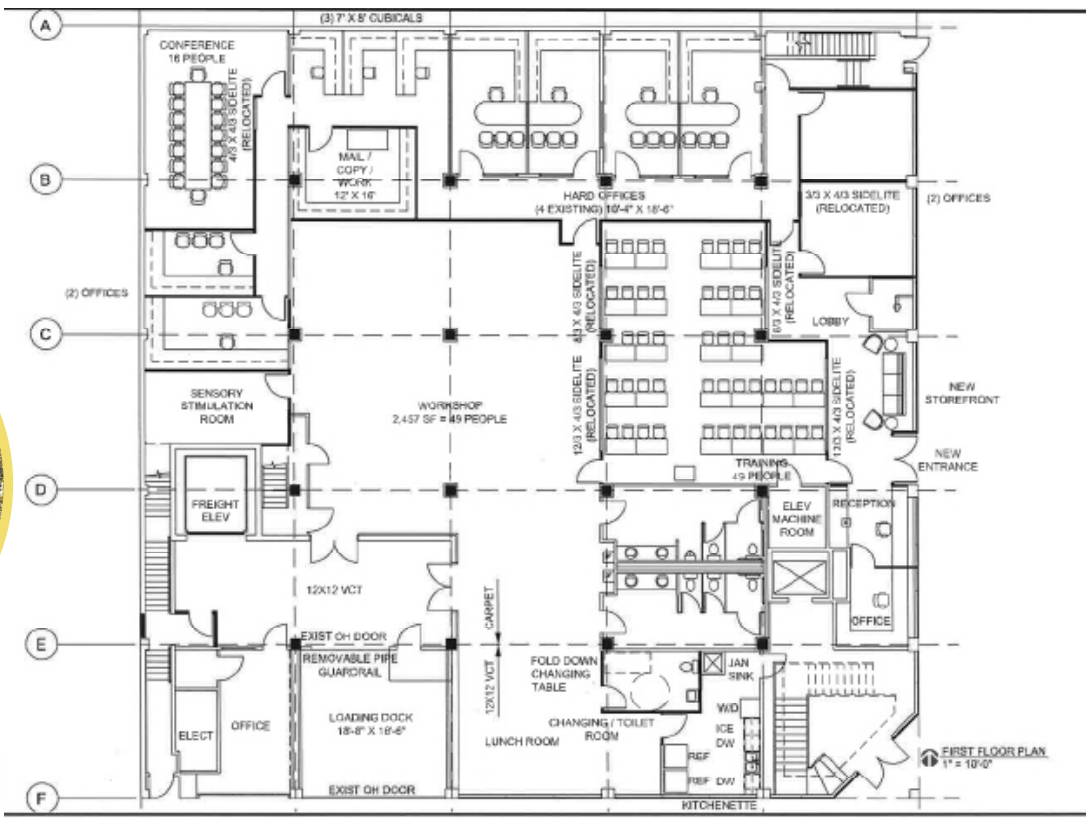 A
(3) 7' X 8' CUBICALS
CONFERENCE
16 PEOPLE
4/3 X 4/3 SIDELITE
(RELOCATED)
B
MAIL /
COPY /
WORK
12' X 16'
HARD OFFICES
(4 EXISTING) 10'-4" X 18'-6"
3/3 X 4/3 SIDELITE
(RELOCATED)
(2) OFFICES
(2) OFFICES
8/3 X 4/3 SIDELITE
(RELOCATED)
6/3 X 4/3 SIDELITE
(RELOCATED)
LOBBY
C
SENSORY
STIMULATION
ROOM
WORKSHOP
2,457 SF = 49 PEOPLE
12/3 X 4/3 SIDELITE
(RELOCATED)
12/3 X 4/3 SIDELITE
(RELOCATED)
NEW
STOREFRONT
NEW
ENTRANCE
TRAINING
49 PEOPLE
D
FREIGHT
ELEV
ELEV
MACHINE
ROOM
RECEPTION
12X12 VCT
CARPET
OFFICE
E
EXIST OH DOOR
REMOVABLE PIPE
GUARDRAIL
12X12 VCT
FOLD DOWN
CHANGING
TABLE
JAN
SINK
W/D
OFFICE
ELECT
LOADING DOCK
18'-8" X 16'-6"
LUNCH ROOM
CHANGING / TOILET
ROOM
ICE
DW
REF
REF
DW
FIRST FLOOR PLAN
1" = 10'-0"
F
EXIST OH DOOR
KITCHENETTE